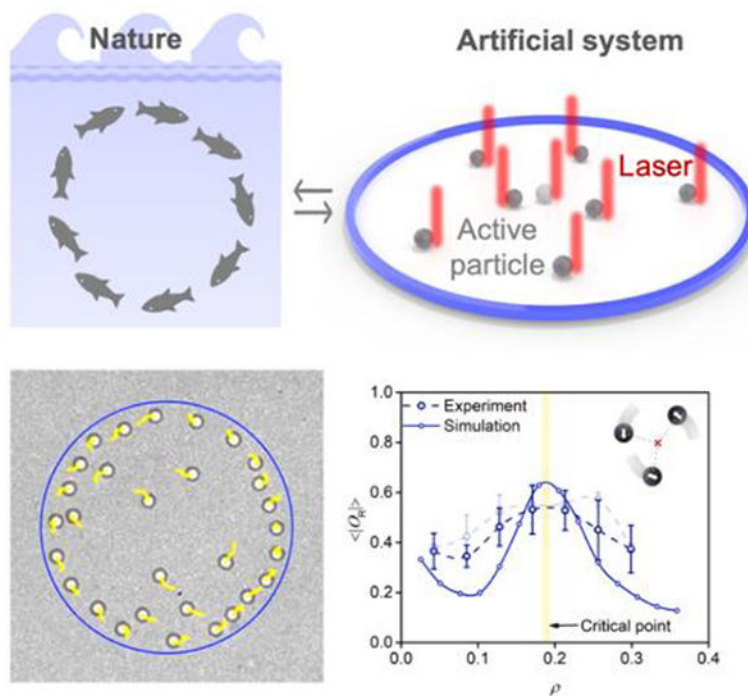 Nature
Artificial system
Laser
Active
particle
1.0
0.8
0.6
0.4
0.2
0.0
<|O_R|>
Experiment
Simulation
Critical point
0.0 0.1 0.2 0.3 0.4
ρ